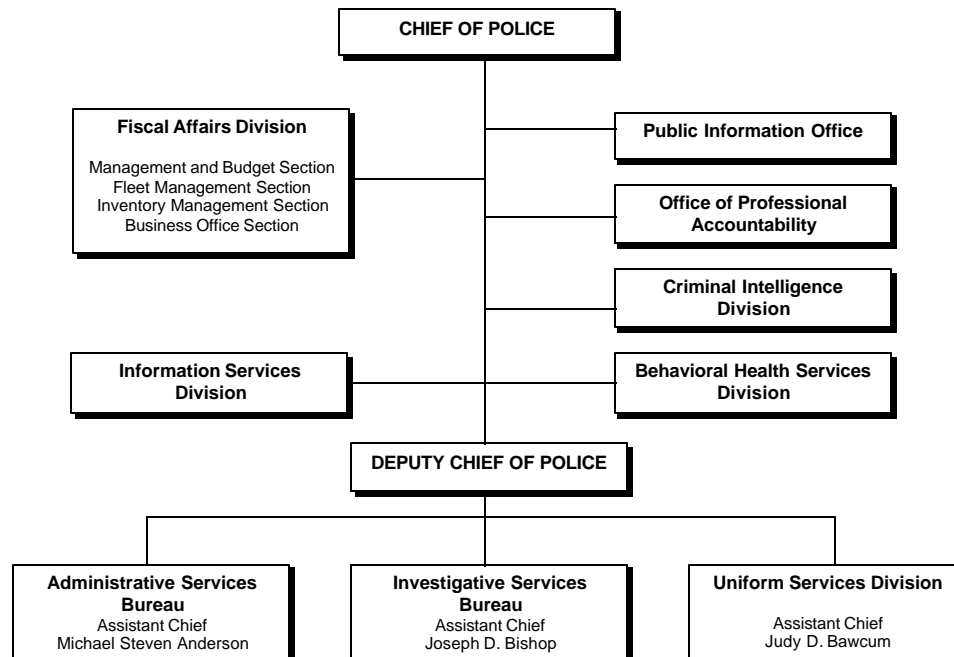 CHIEF OF POLICE
Fiscal Affairs Division
Management and Budget Section
Fleet Management Section
Inventory Management Section
Business Office Section
Public Information Office
Office of Professional
Accountability
Criminal Intelligence
Division
Information Services
Division
Behavioral Health Services
Division
DEPUTY CHIEF OF POLICE
Administrative Services
Bureau
Assistant Chief
Michael Steven Anderson
Investigative Services
Bureau
Assistant Chief
Joseph D. Bishop
Uniform Services Division
Assistant Chief
Judy D. Bawcum